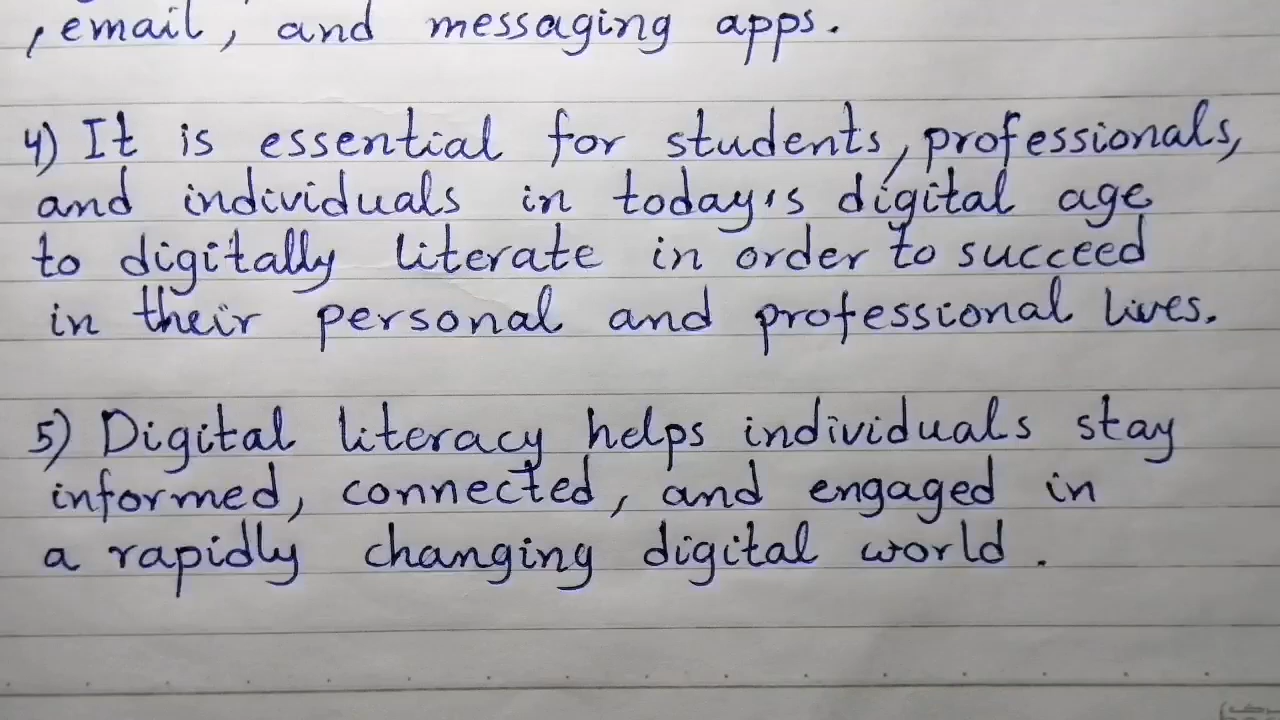 , email, and messaging apps.
4) It is essential for students, professionals,
and individuals in today's digital age
to digitally literate in order to succeed
in their personal and professional lives.
5) Digital literacy helps individuals stay
informed, connected, and engaged in
a rapidly changing digital world.